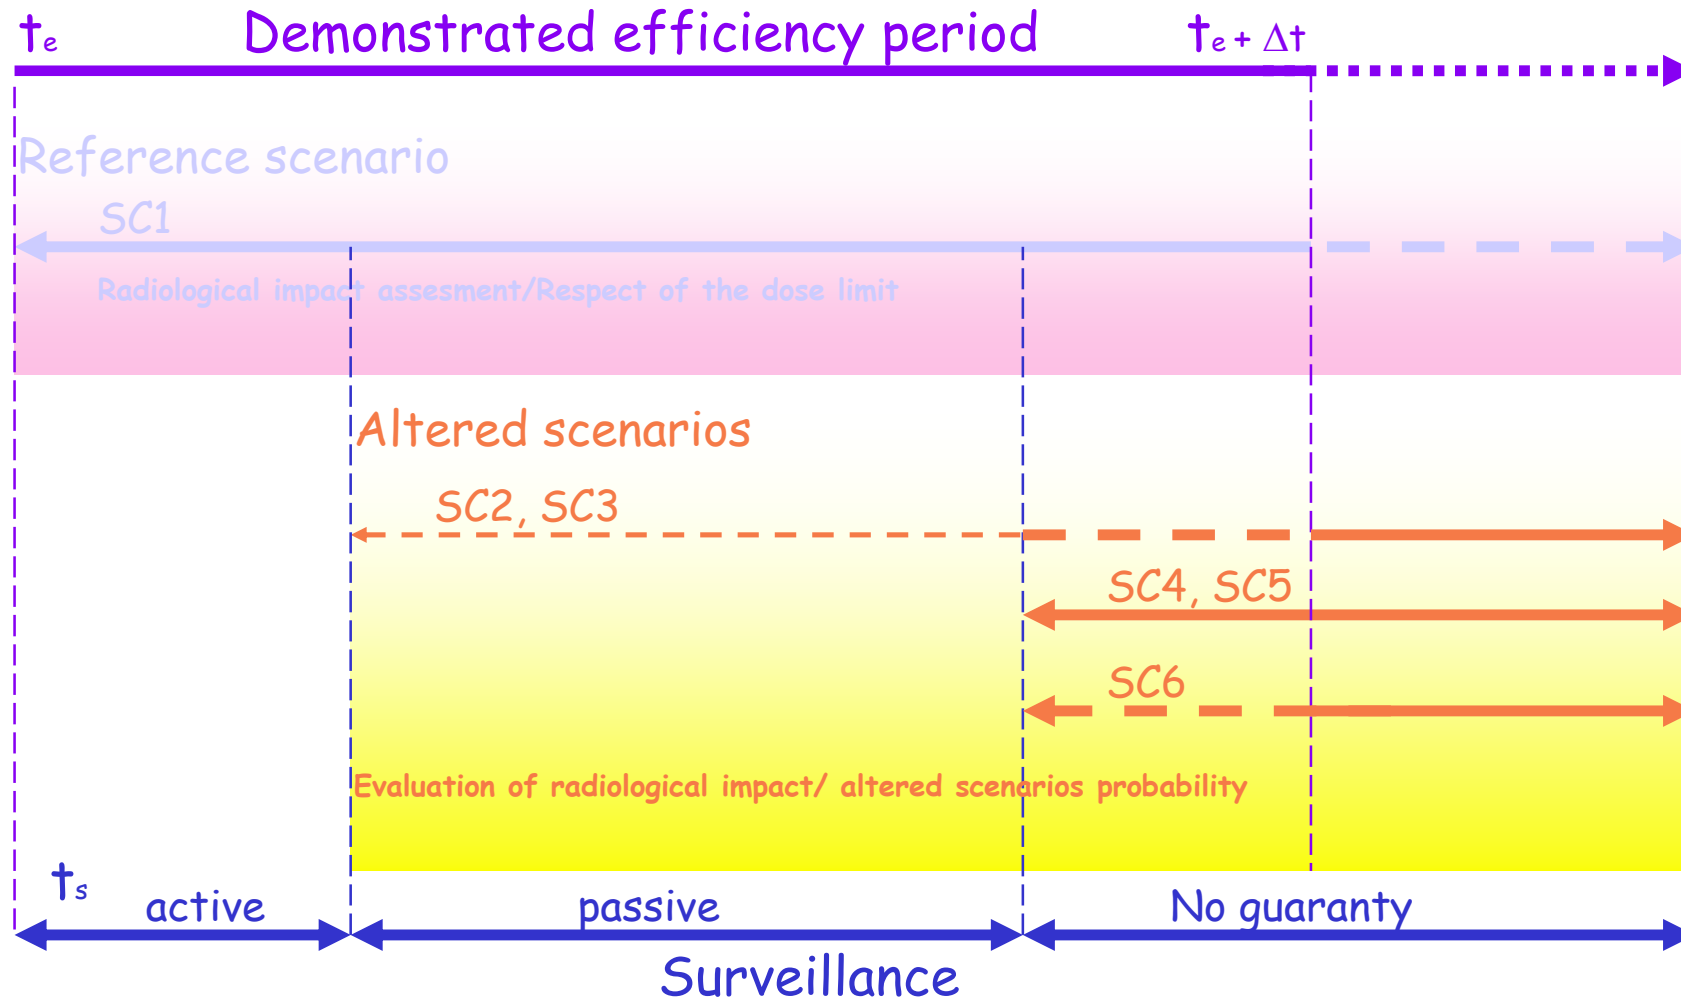 te Demonstrated efficiency period te + Δt
Reference scenario
SC1
Radiological impact assesment/Respect of the dose limit
Altered scenarios
SC2, SC3
SC4, SC5
SC6
Evaluation of radiological impact/ altered scenarios probability
ts
active passive No guaranty
Surveillance